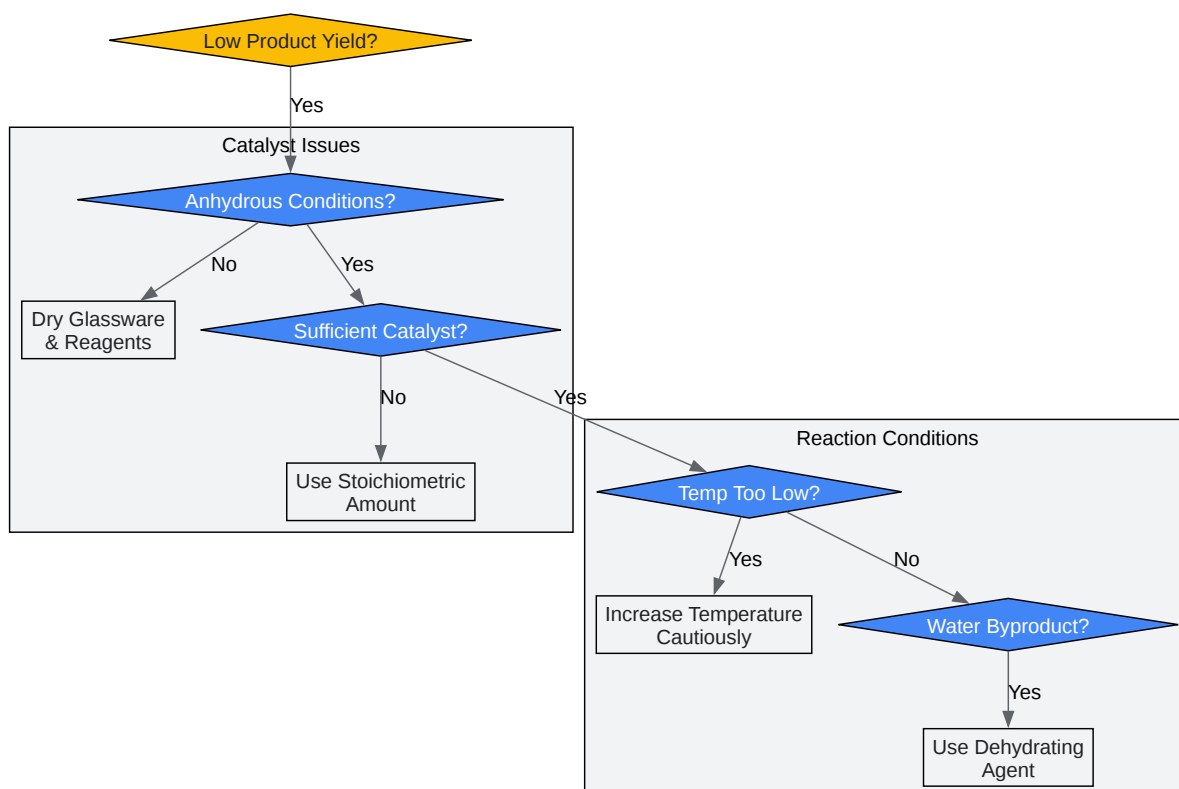 Low Product Yield?
Yes
Catalyst Issues
Anhydrous Conditions?
No
Yes
Dry Glassware
& Reagents
Sufficient Catalyst?
No
Yes
Use Stoichiometric
Amount
Reaction Conditions
Temp Too Low?
Yes
No
Increase Temperature
Cautiously
Water Byproduct?
Yes
Use Dehydrating
Agent